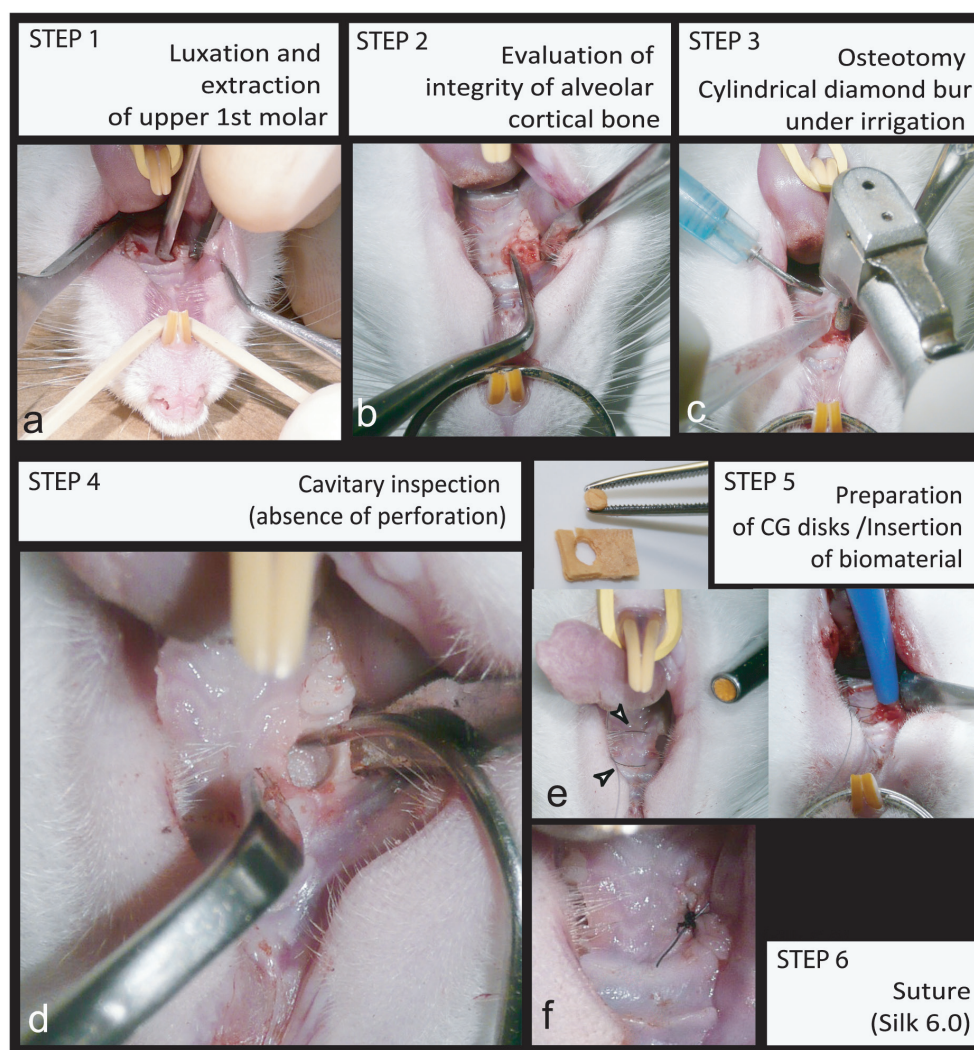 STEP 1
Luxation and
extraction
of upper 1st molar
STEP 2
Evaluation of
integrity of alveolar
cortical bone
STEP 3
Osteotomy
Cylindrical diamond bur
under irrigation
a
b
c
STEP 4
Cavitary inspection
(absence of perforation)
STEP 5
Preparation
of CG disks /Insertion
of biomaterial
d
e
f
STEP 6
Suture
(Silk 6.0)